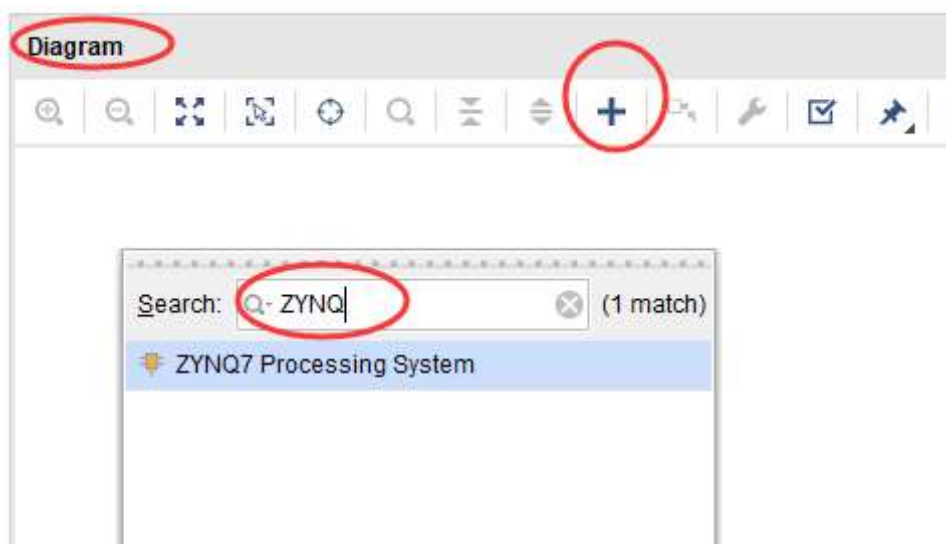 Diagram
Search: ZYNQ (1 match)
ZYNQ7 Processing System